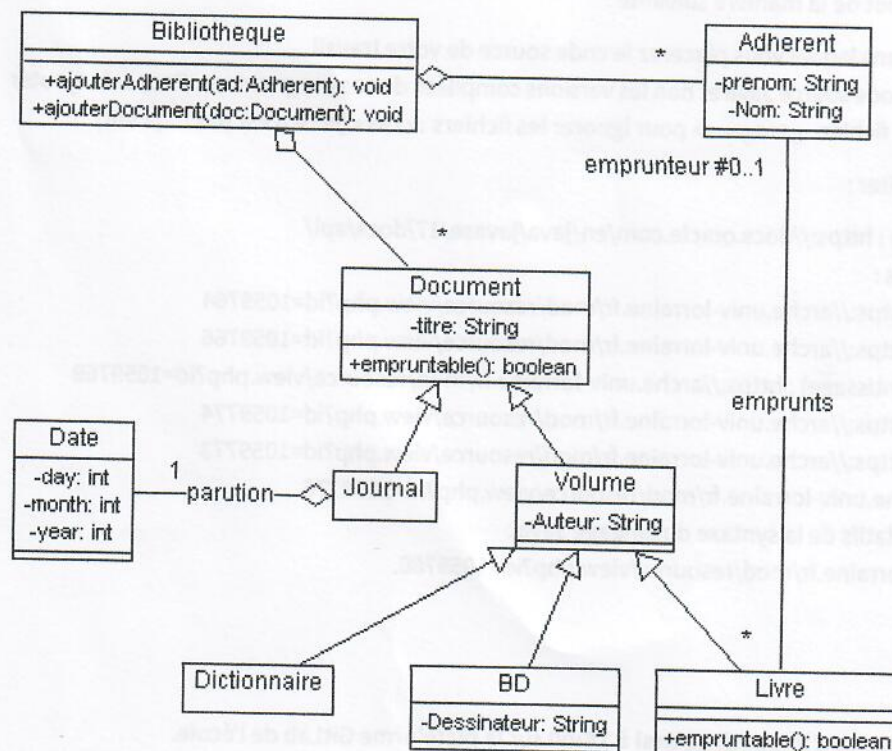 Bibliotheque
+ajouterAdherent(ad:Adherent): void
+ajouterDocument(doc:Document): void
*
Adherent
-prenom: String
-Nom: String
emprunteur #0..1
*
Document
-titre: String
+empruntable(): boolean
emprunts
Date
-day: int
-month: int
-year: int
1
parution
Journal
Volume
-Auteur: String
*
Dictionnaire
BD
-Dessinateur: String
Livre
+empruntable(): boolean